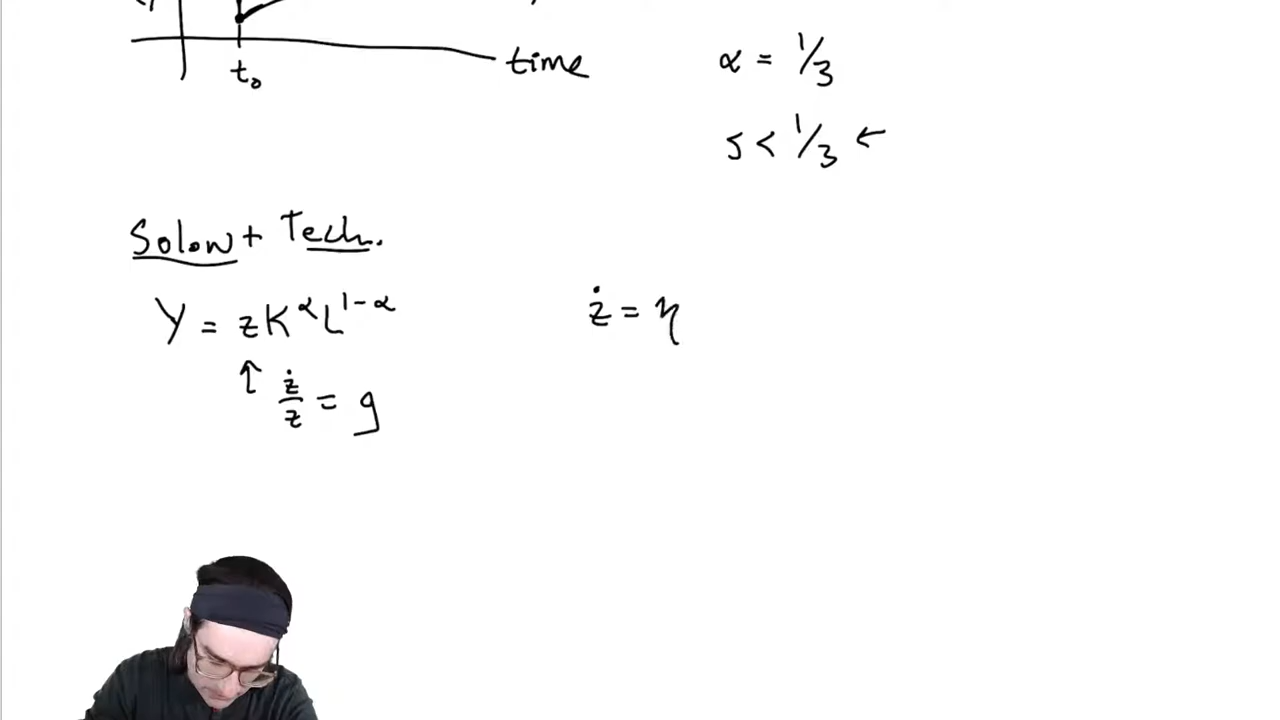 t₀
time
α = 1/3
s < 1/3 ←
Solow + Tech.
Y = zK^α L^{1-α}
ż = η
↑ ż/z = g